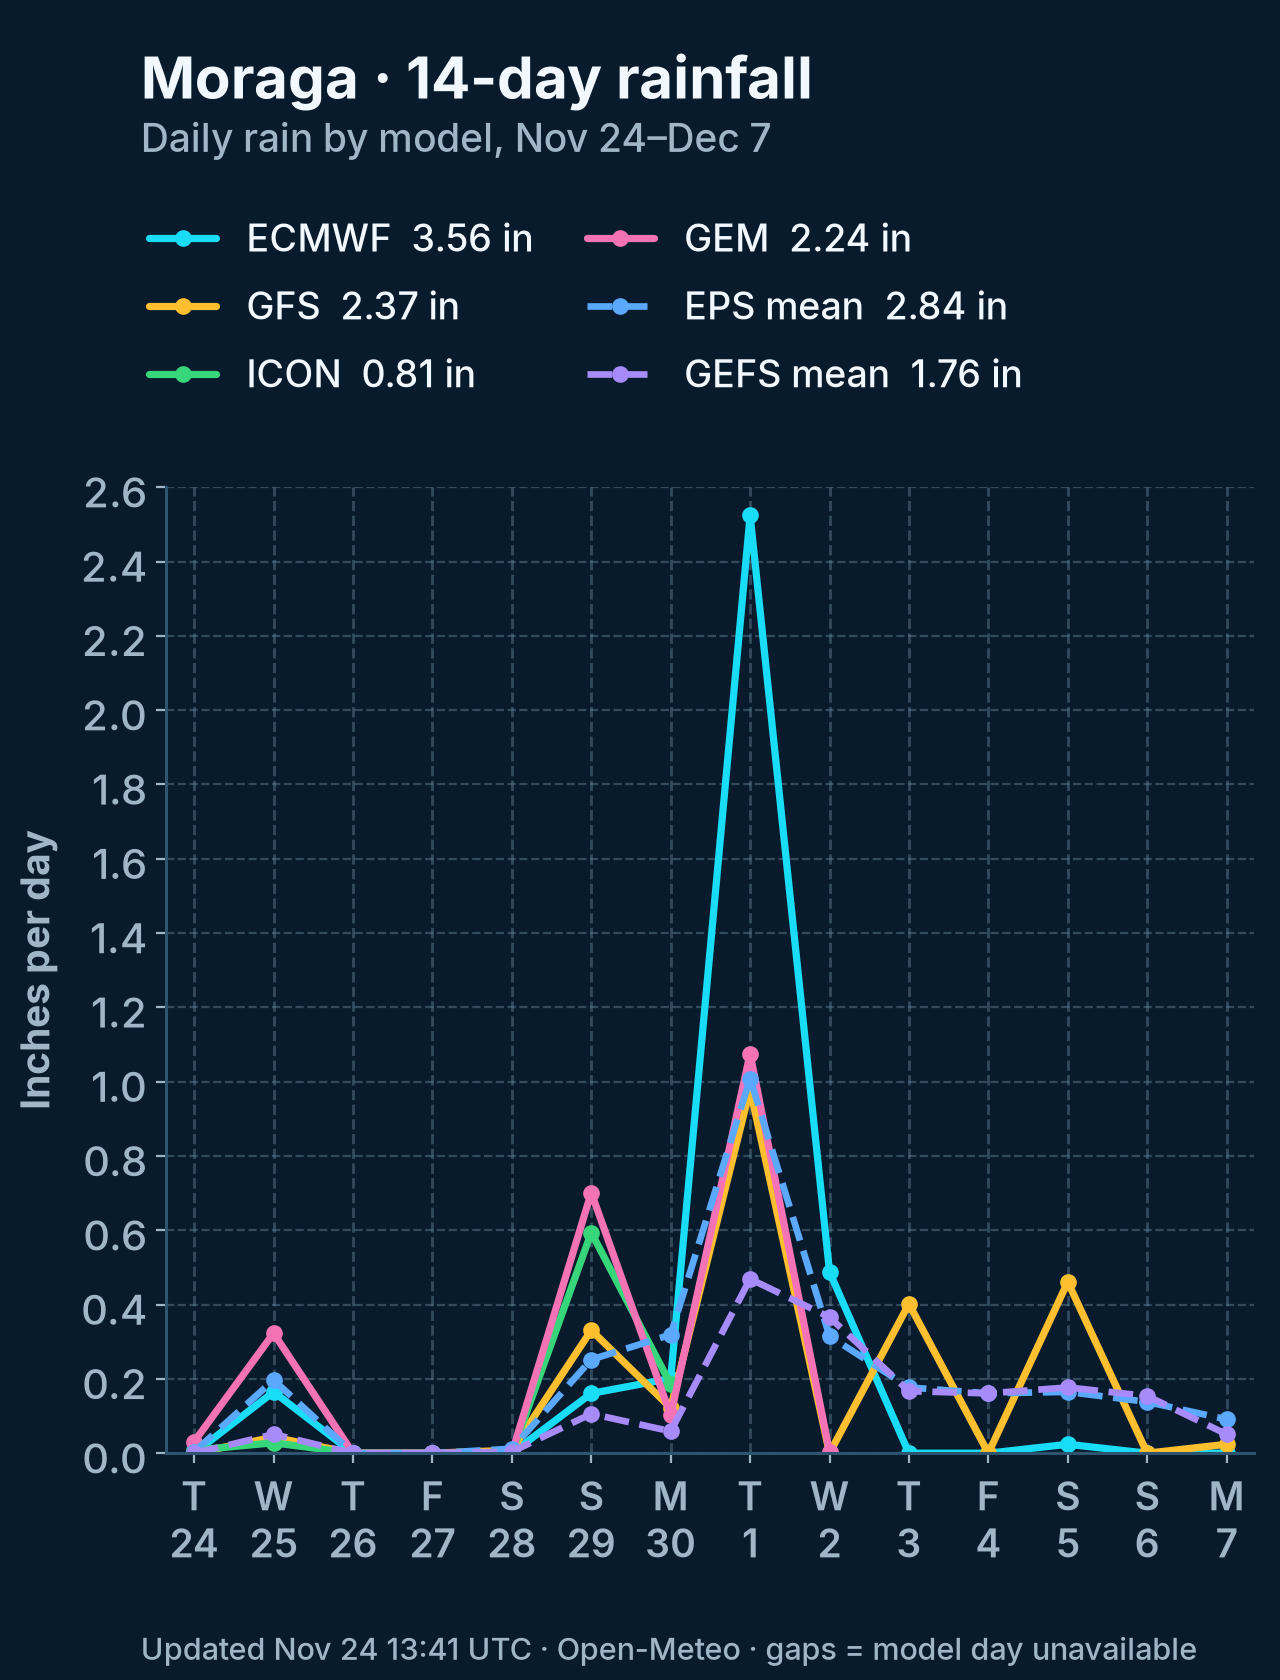 Moraga · 14-day rainfall
Daily rain by model, Nov 24–Dec 7
ECMWF 3.56 in
GFS 2.37 in
ICON 0.81 in
GEM 2.24 in
EPS mean 2.84 in
GEFS mean 1.76 in
Inches per day
2.6
2.4
2.2
2.0
1.8
1.6
1.4
1.2
1.0
0.8
0.6
0.4
0.2
0.0
T W T F S S M T W T F S S M
24 25 26 27 28 29 30 1 2 3 4 5 6 7
Updated Nov 24 13:41 UTC · Open-Meteo · gaps = model day unavailable